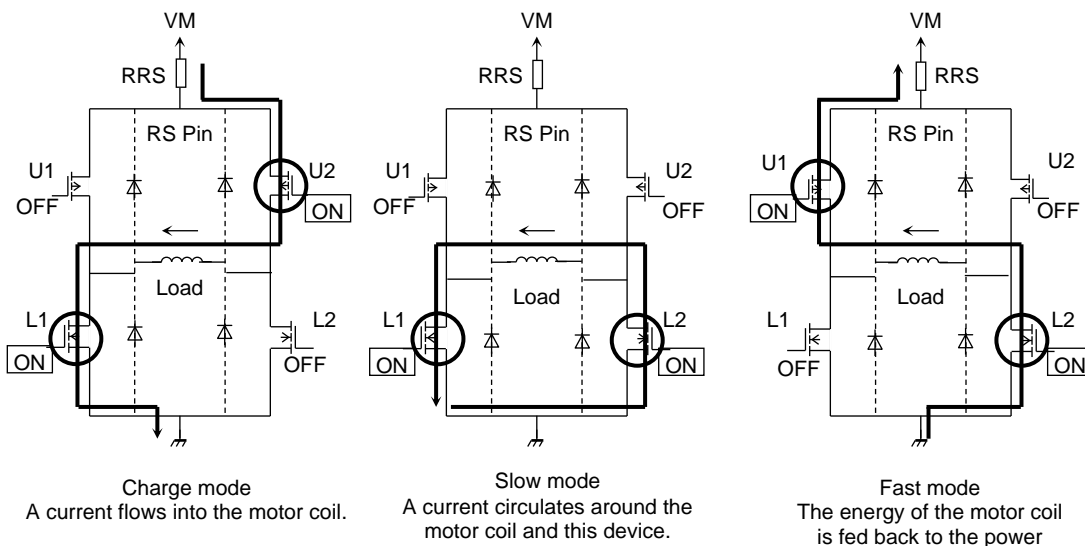 VM
RRS
RS Pin
U1
U2
OFF
ON
Load
L1
L2
ON
OFF
Charge mode
A current flows into the motor coil.
VM
RRS
RS Pin
U1
U2
OFF
OFF
Load
L1
L2
ON
ON
Slow mode
A current circulates around the
motor coil and this device.
VM
RRS
RS Pin
U1
U2
ON
OFF
Load
L1
L2
OFF
ON
Fast mode
The energy of the motor coil
is fed back to the power